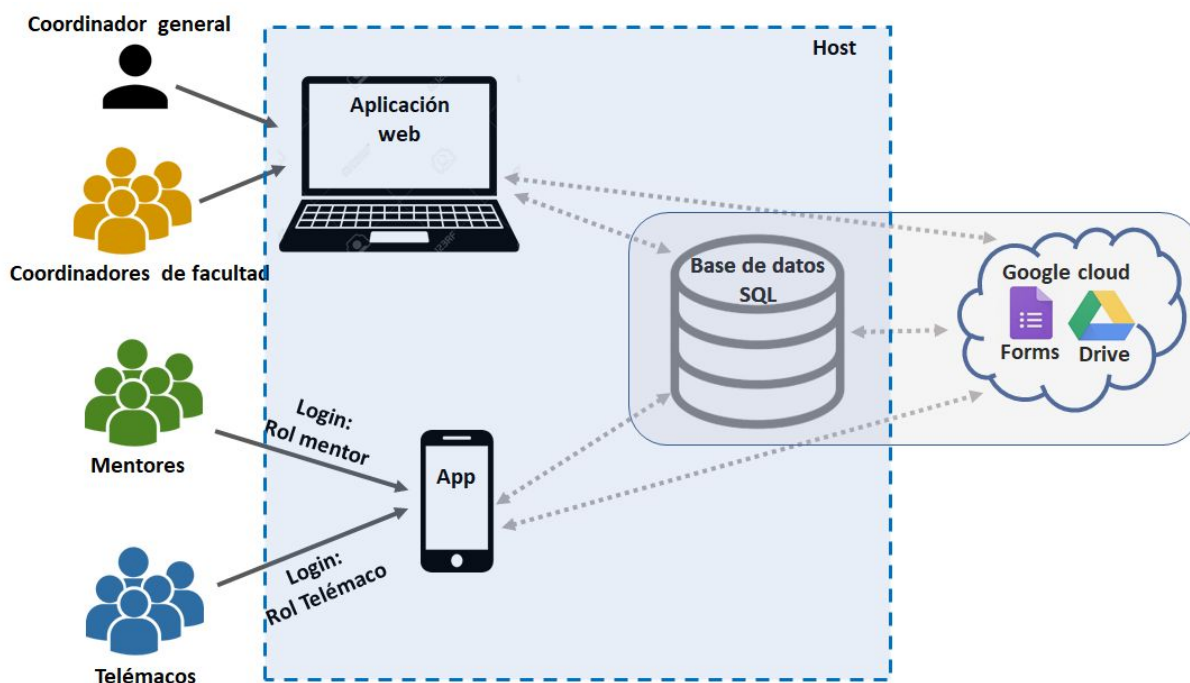 Coordinador general
Host
Aplicación
web
123RF
Coordinadores de facultad
Base de datos
SQL
Google cloud
Forms
Drive
Login:
Rol mentor
Mentores
App
Login:
Rol Telémaco
Telémacos